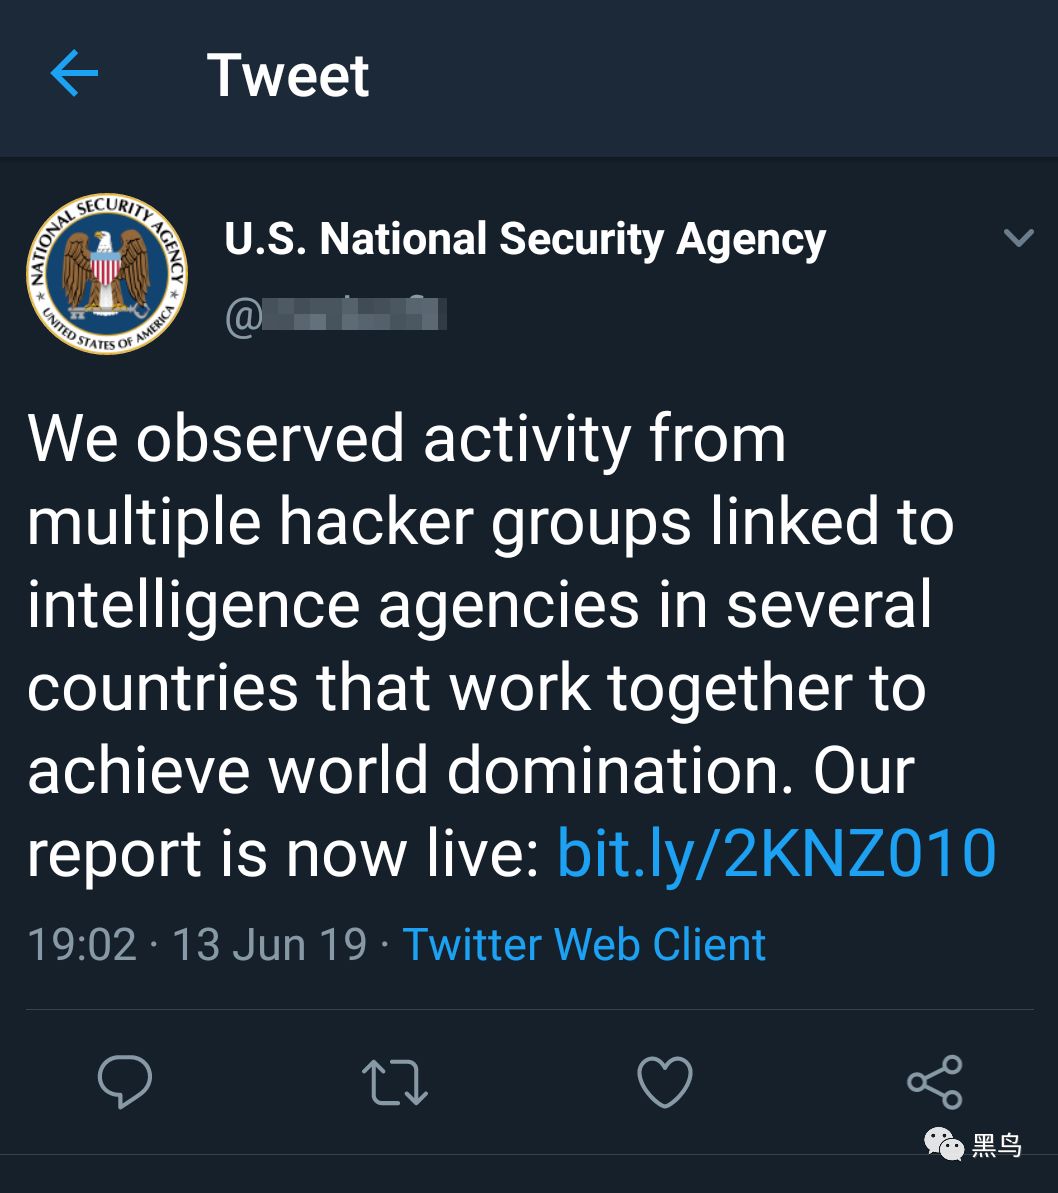 Tweet
NATIONAL SECURITY AGENCY
UNITED STATES OF AMERICA
U.S. National Security Agency
@
We observed activity from
multiple hacker groups linked to
intelligence agencies in several
countries that work together to
achieve world domination. Our
report is now live: bit.ly/2KNZ010
19:02 · 13 Jun 19 · Twitter Web Client
黑鸟